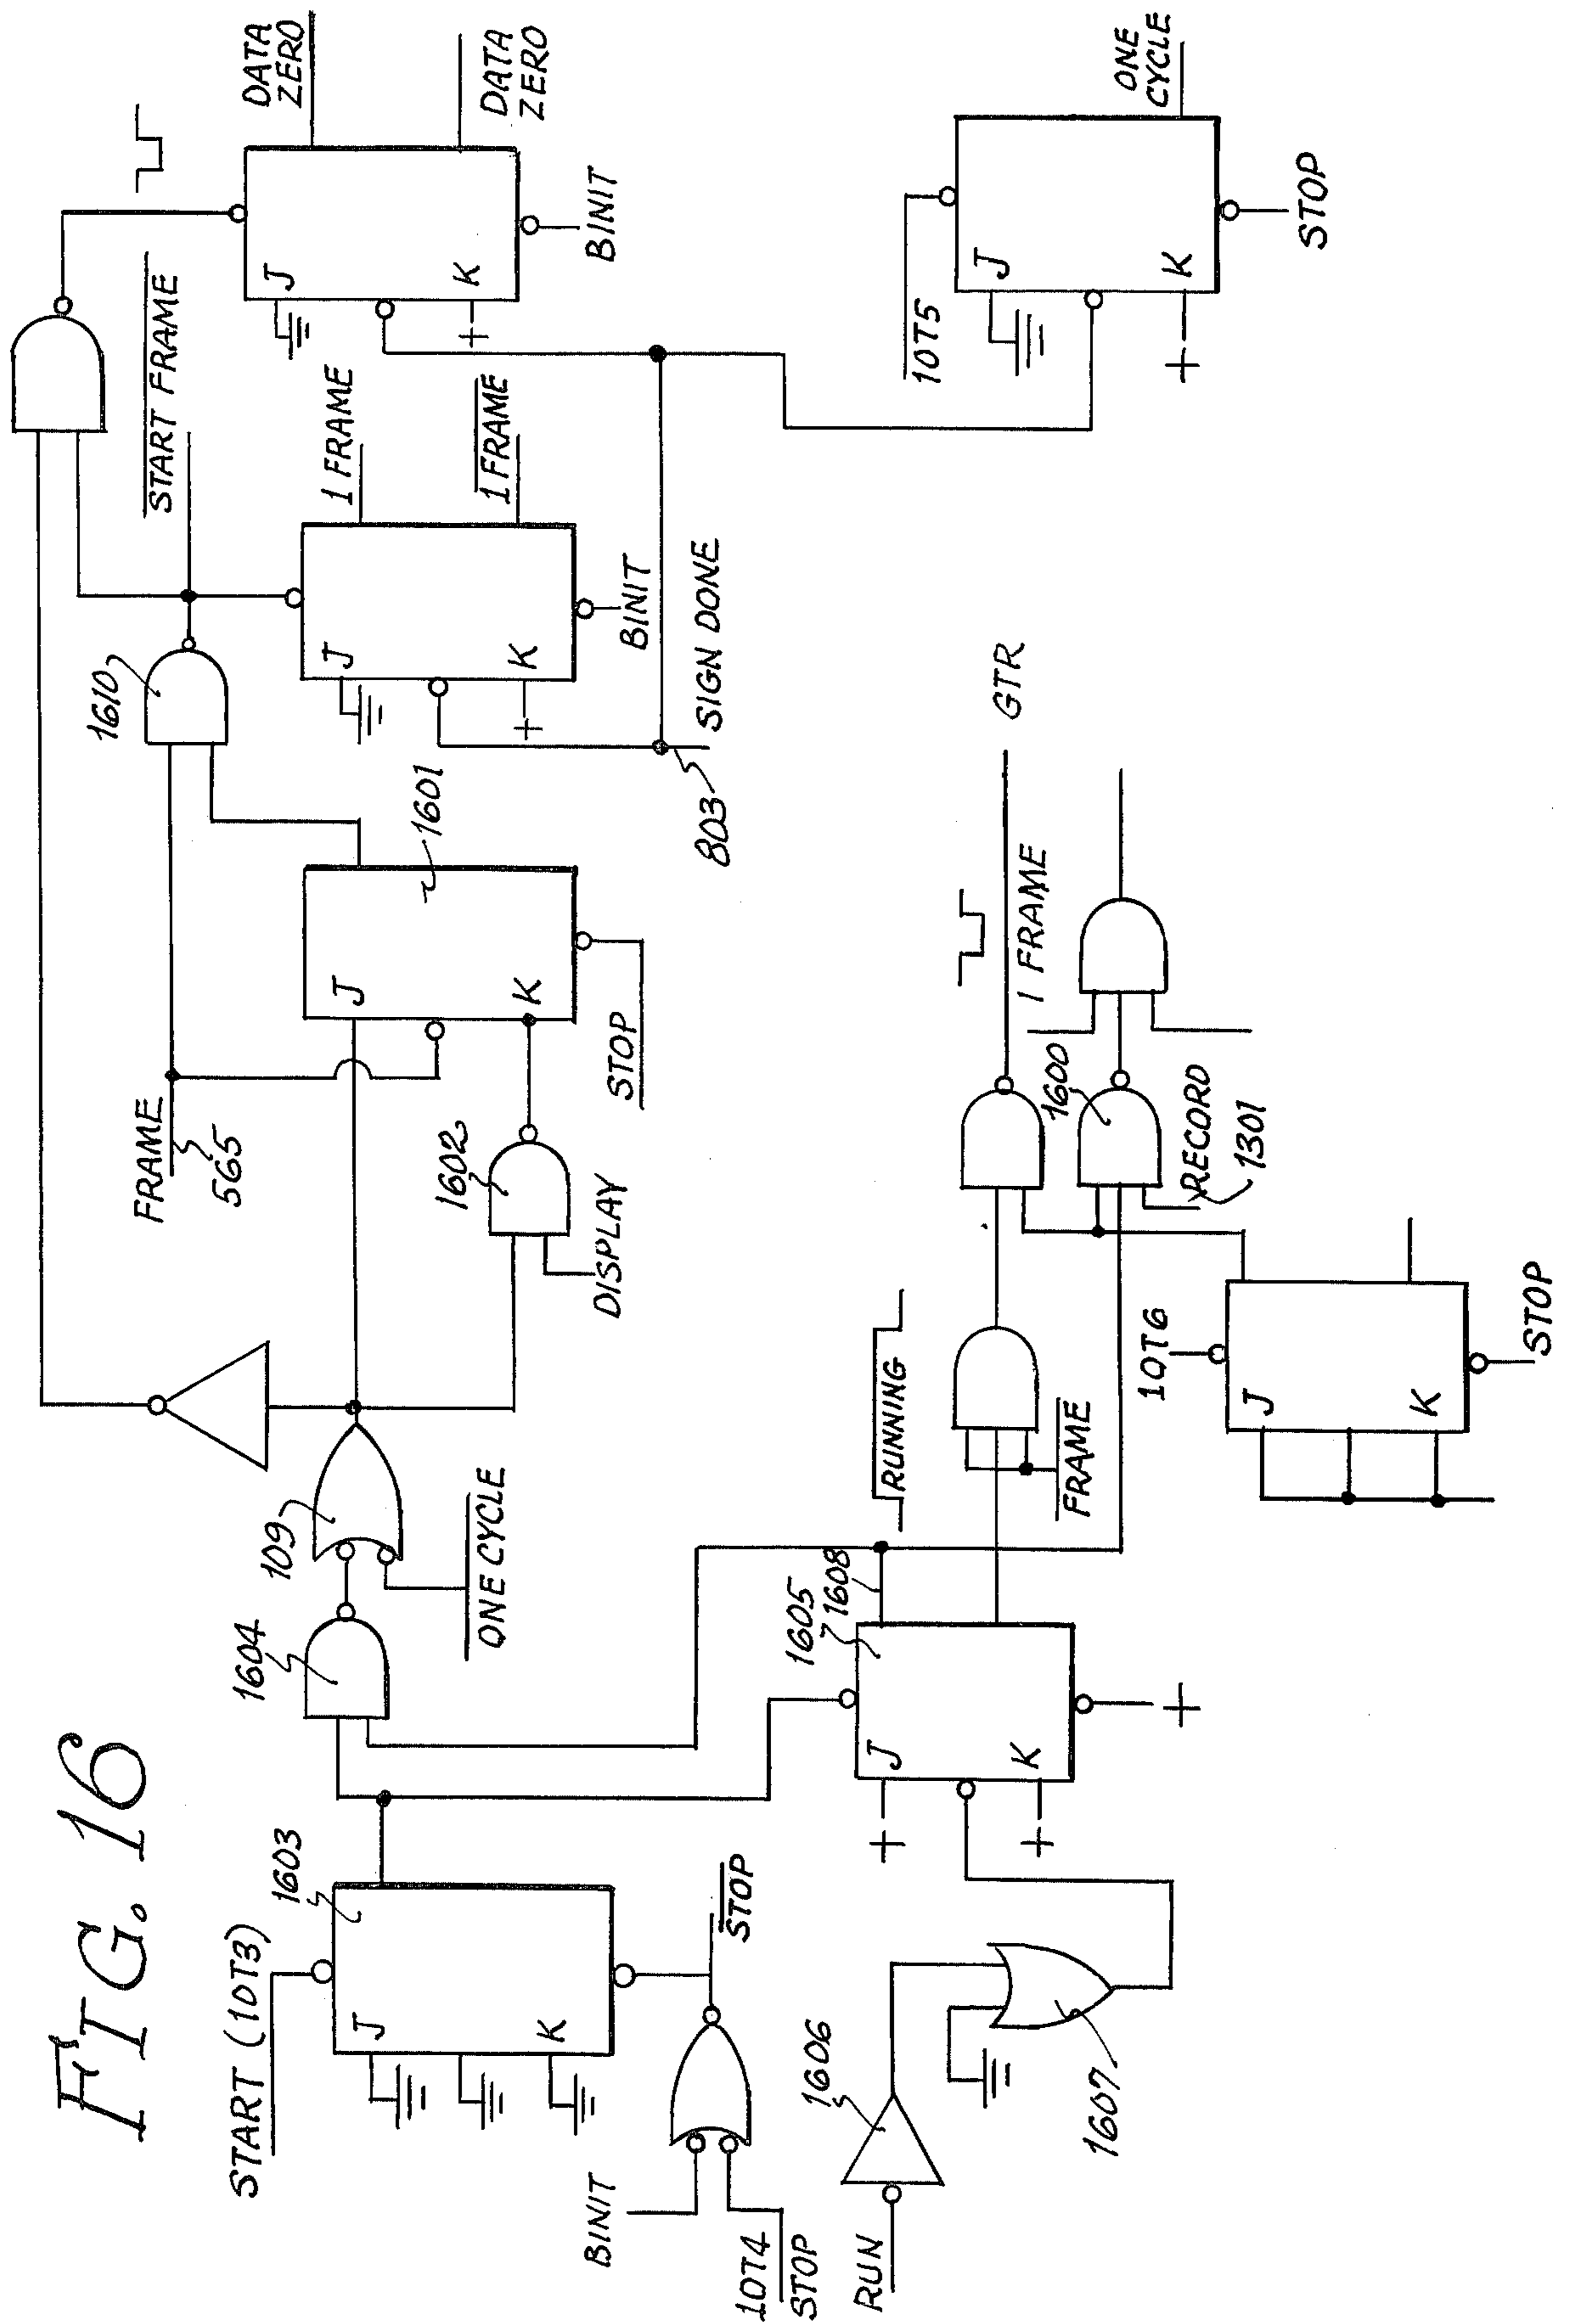 FIG. 16
START (10T3)
1603
J
K
BINIT
10T4
STOP
STOP
RUN
1606
1607
1604
109
ONE CYCLE
1605
1608
J
K
+
+
+
RUNNING
FRAME
FRAME
565
1602
DISPLAY
J
K
1601
STOP
1610
START FRAME
J
K
+
1 FRAME
1 FRAME
BINIT
SIGN DONE
803
J
K
+
DATA
ZERO
DATA
ZERO
BINIT
10T5
J
K
+
ONE
CYCLE
STOP
GTR
1 FRAME
1600
RECORD
1301
10T6
J
K
STOP